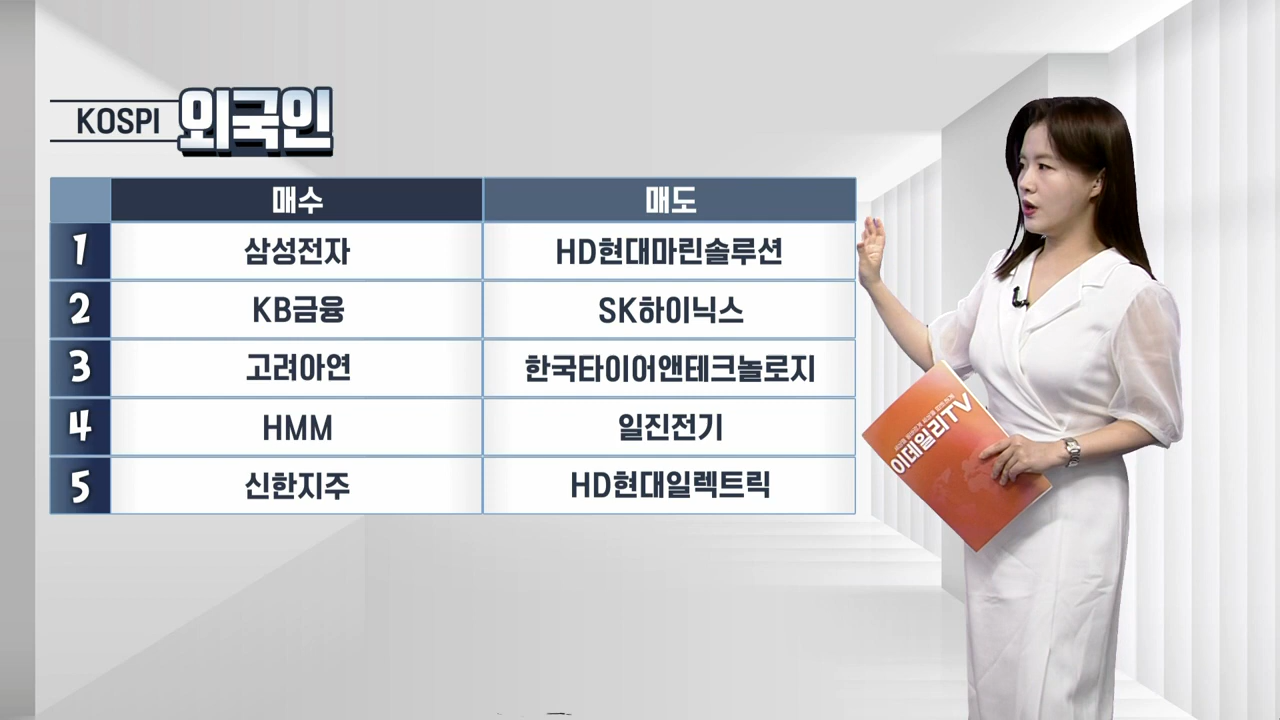 KOSPI 외국인
매수 매도
1 삼성전자 HD현대마린솔루션
2 KB금융 SK하이닉스
3 고려아연 한국타이어앤테크놀로지
4 HMM 일진전기
5 신한지주 HD현대일렉트릭
이데일리TV